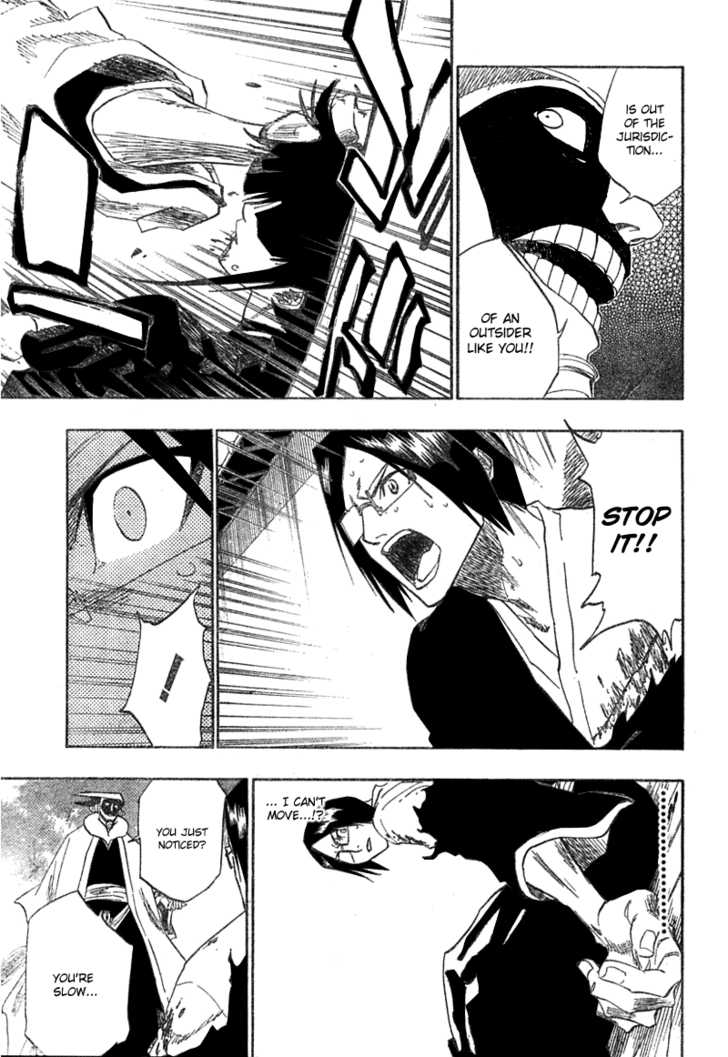 IS OUT
OF THE
JURISDIC-
TION...
OF AN
OUTSIDER
LIKE YOU!!
STOP
IT!!
...!
... I CAN'T
MOVE...!?
YOU JUST
NOTICED?
YOU'RE
SLOW...